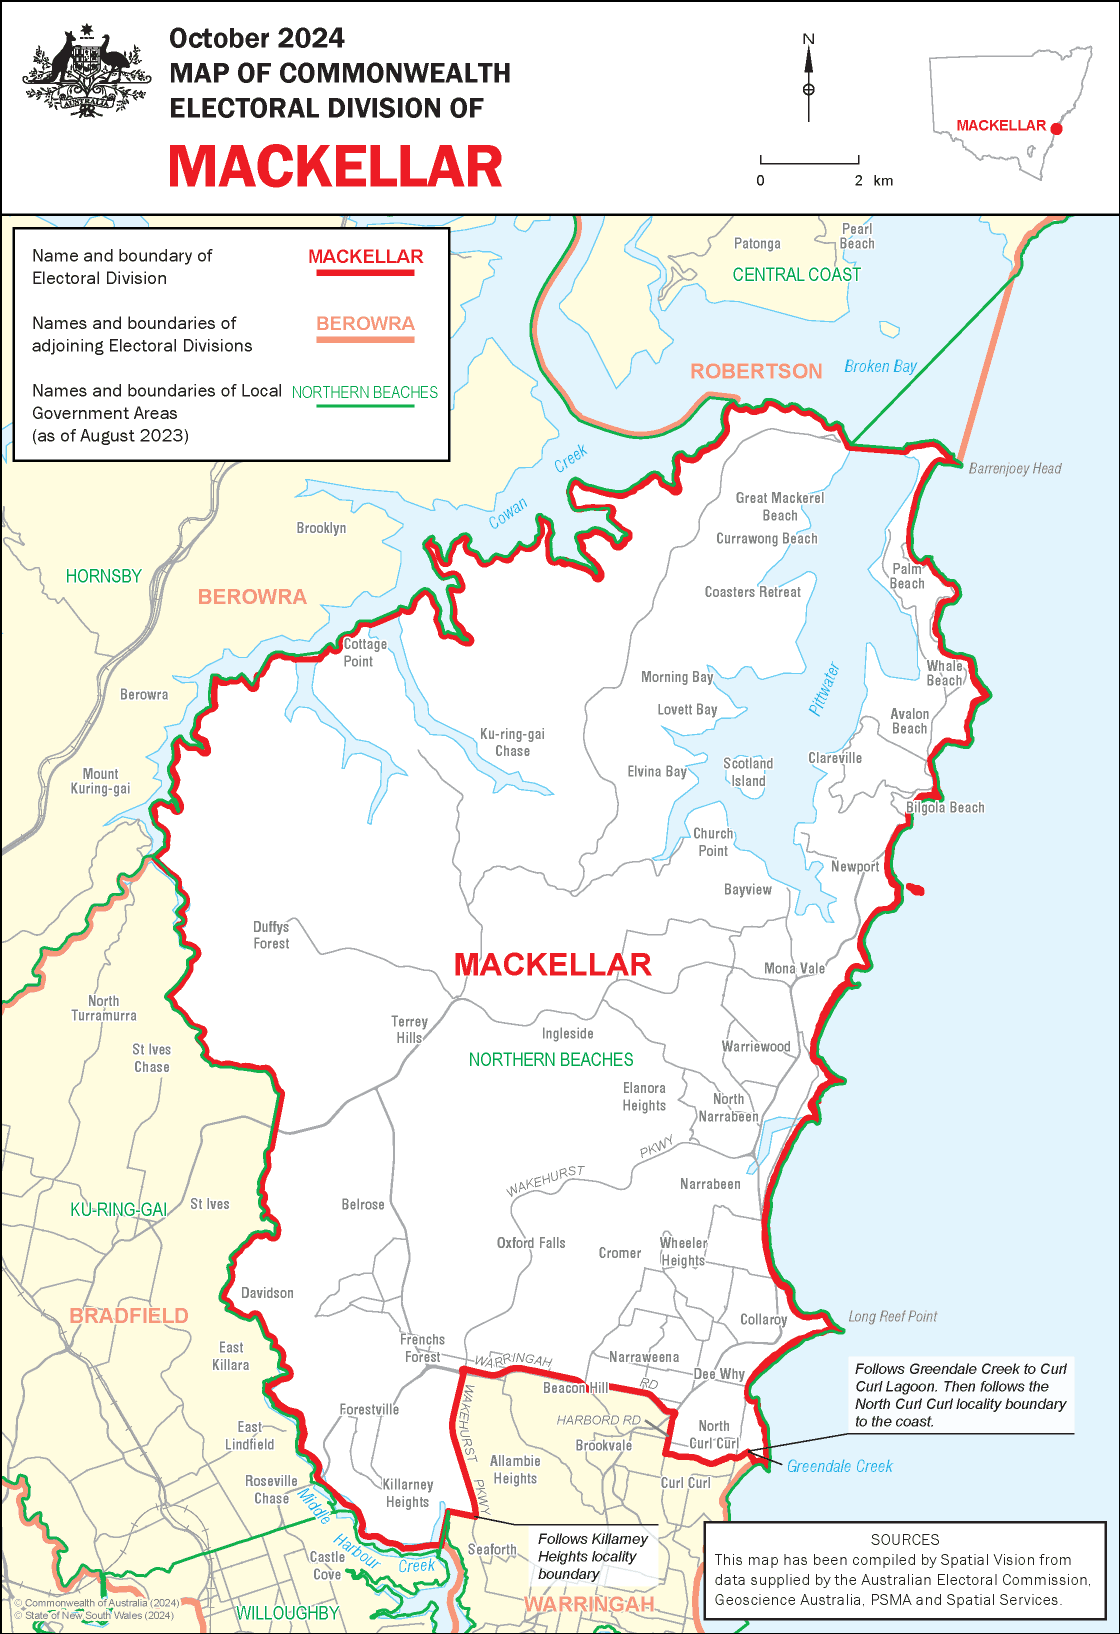 October 2024
MAP OF COMMONWEALTH
ELECTORAL DIVISION OF
MACKELLAR
AUSTRALIA
N
0 2 km
MACKELLAR
Name and boundary of
Electoral Division
MACKELLAR
Names and boundaries of
adjoining Electoral Divisions
BEROWRA
Names and boundaries of Local
Government Areas
(as of August 2023)
NORTHERN BEACHES
Patonga
Pearl
Beach
CENTRAL COAST
ROBERTSON
Broken Bay
Barrenjoey Head
Cowan
Creek
Brooklyn
HORNSBY
BEROWRA
Great Mackerel
Beach
Currawong Beach
Coasters Retreat
Palm
Beach
Cottage
Point
Berowra
Morning Bay
Lovett Bay
Pittwater
Whale
Beach
Avalon
Beach
Ku-ring-gai
Chase
Elvina Bay
Scotland
Island
Clareville
Mount
Kuring-gai
Bilgola Beach
Church
Point
Newport
Bayview
Duffys
Forest
MACKELLAR
Mona Vale
North
Turramurra
Terrey
Hills
Ingleside
NORTHERN BEACHES
Warriewood
St Ives
Chase
Elanora
Heights
North
Narrabeen
WAKEHURST
PKWY
Narrabeen
KU-RING-GAI
St Ives
Belrose
Oxford Falls
Cromer
Wheeler
Heights
Davidson
BRADFIELD
Collaroy
Long Reef Point
East
Killara
Frenchs
Forest
WARRINGAH
RD
Narraweena
Dee Why
Beacon Hill
Follows Greendale Creek to Curl
Curl Lagoon. Then follows the
North Curl Curl locality boundary
to the coast.
WAKEHURST
PKWY
Forestville
HARBORD RD
North
Curl Curl
Brookvale
East
Lindfield
Allambie
Heights
Greendale Creek
Roseville
Chase
Killarney
Heights
Curl Curl
Middle
Harbour
Creek
Castle
Cove
Seaforth
Follows Killarney
Heights locality
boundary
WILLOUGHBY
WARRINGAH
SOURCES
This map has been compiled by Spatial Vision from
data supplied by the Australian Electoral Commission,
Geoscience Australia, PSMA and Spatial Services.
© Commonwealth of Australia (2024)
© State of New South Wales (2024)